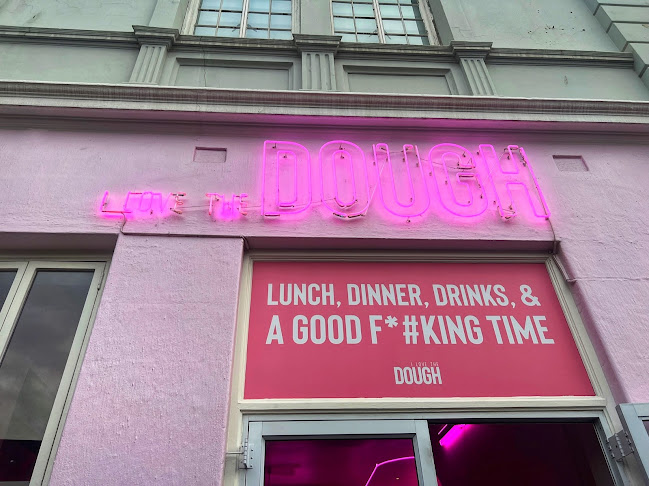 I LOVE THE DOUGH
LUNCH, DINNER, DRINKS, &
A GOOD F*#KING TIME
I LOVE THE
DOUGH